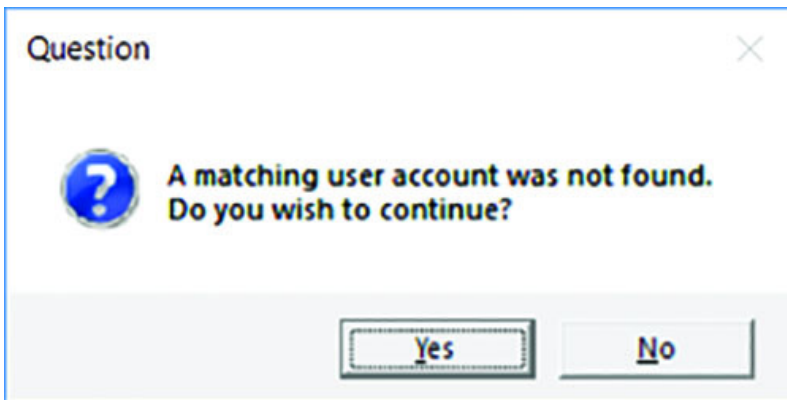 Question
A matching user account was not found.
Do you wish to continue?
Yes
No